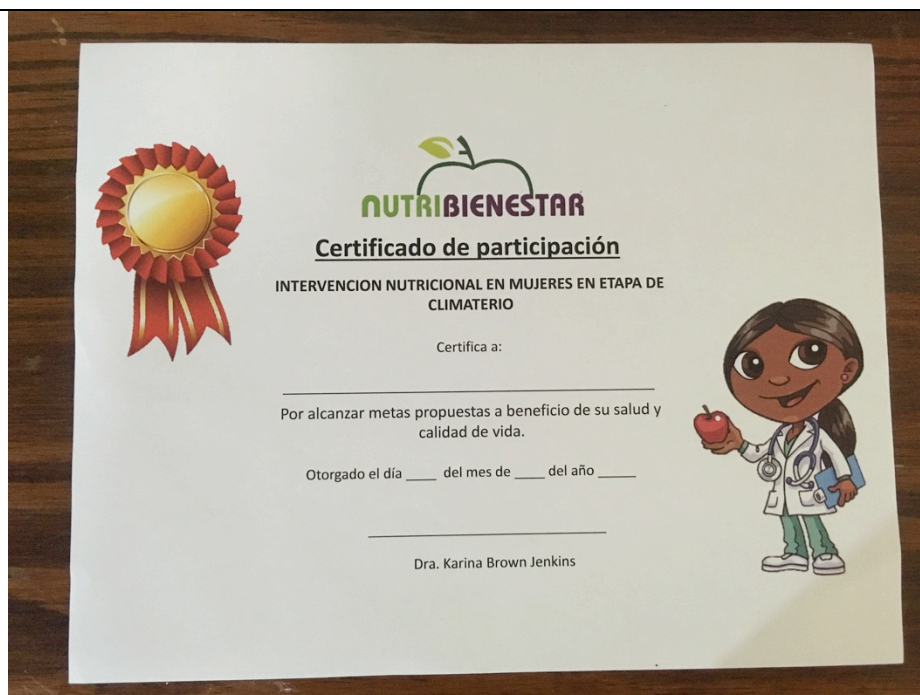 NUTRIBIENESTAR
Certificado de participación
INTERVENCION NUTRICIONAL EN MUJERES EN ETAPA DE
CLIMATERIO
Certifica a:
Por alcanzar metas propuestas a beneficio de su salud y
calidad de vida.
Otorgado el día ____ del mes de ____ del año _____
Dra. Karina Brown Jenkins